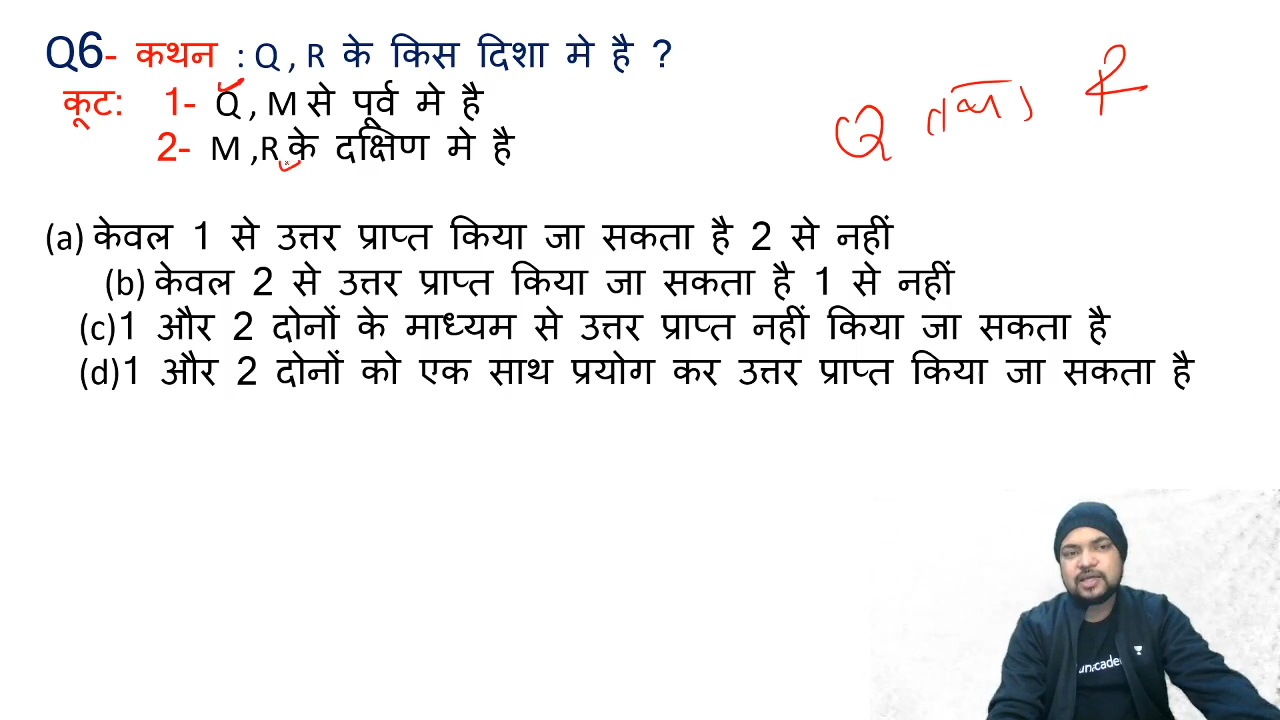 Q6- कथन : Q , R के किस दिशा मे है ?
कूट: 1- Q , M से पूर्व मे है
2- M ,R के दक्षिण मे है
Q तथा R
(a) केवल 1 से उत्तर प्राप्त किया जा सकता है 2 से नहीं
(b) केवल 2 से उत्तर प्राप्त किया जा सकता है 1 से नहीं
(c)1 और 2 दोनों के माध्यम से उत्तर प्राप्त नहीं किया जा सकता है
(d)1 और 2 दोनों को एक साथ प्रयोग कर उत्तर प्राप्त किया जा सकता है